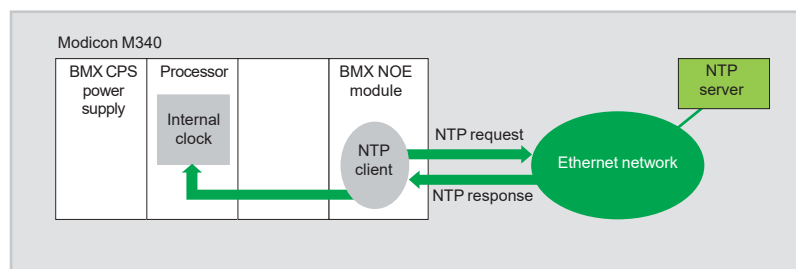 Modicon M340
BMX CPS
power
supply
Processor
BMX NOE
module
NTP
server
Internal
clock
NTP
client
NTP request
Ethernet network
NTP response